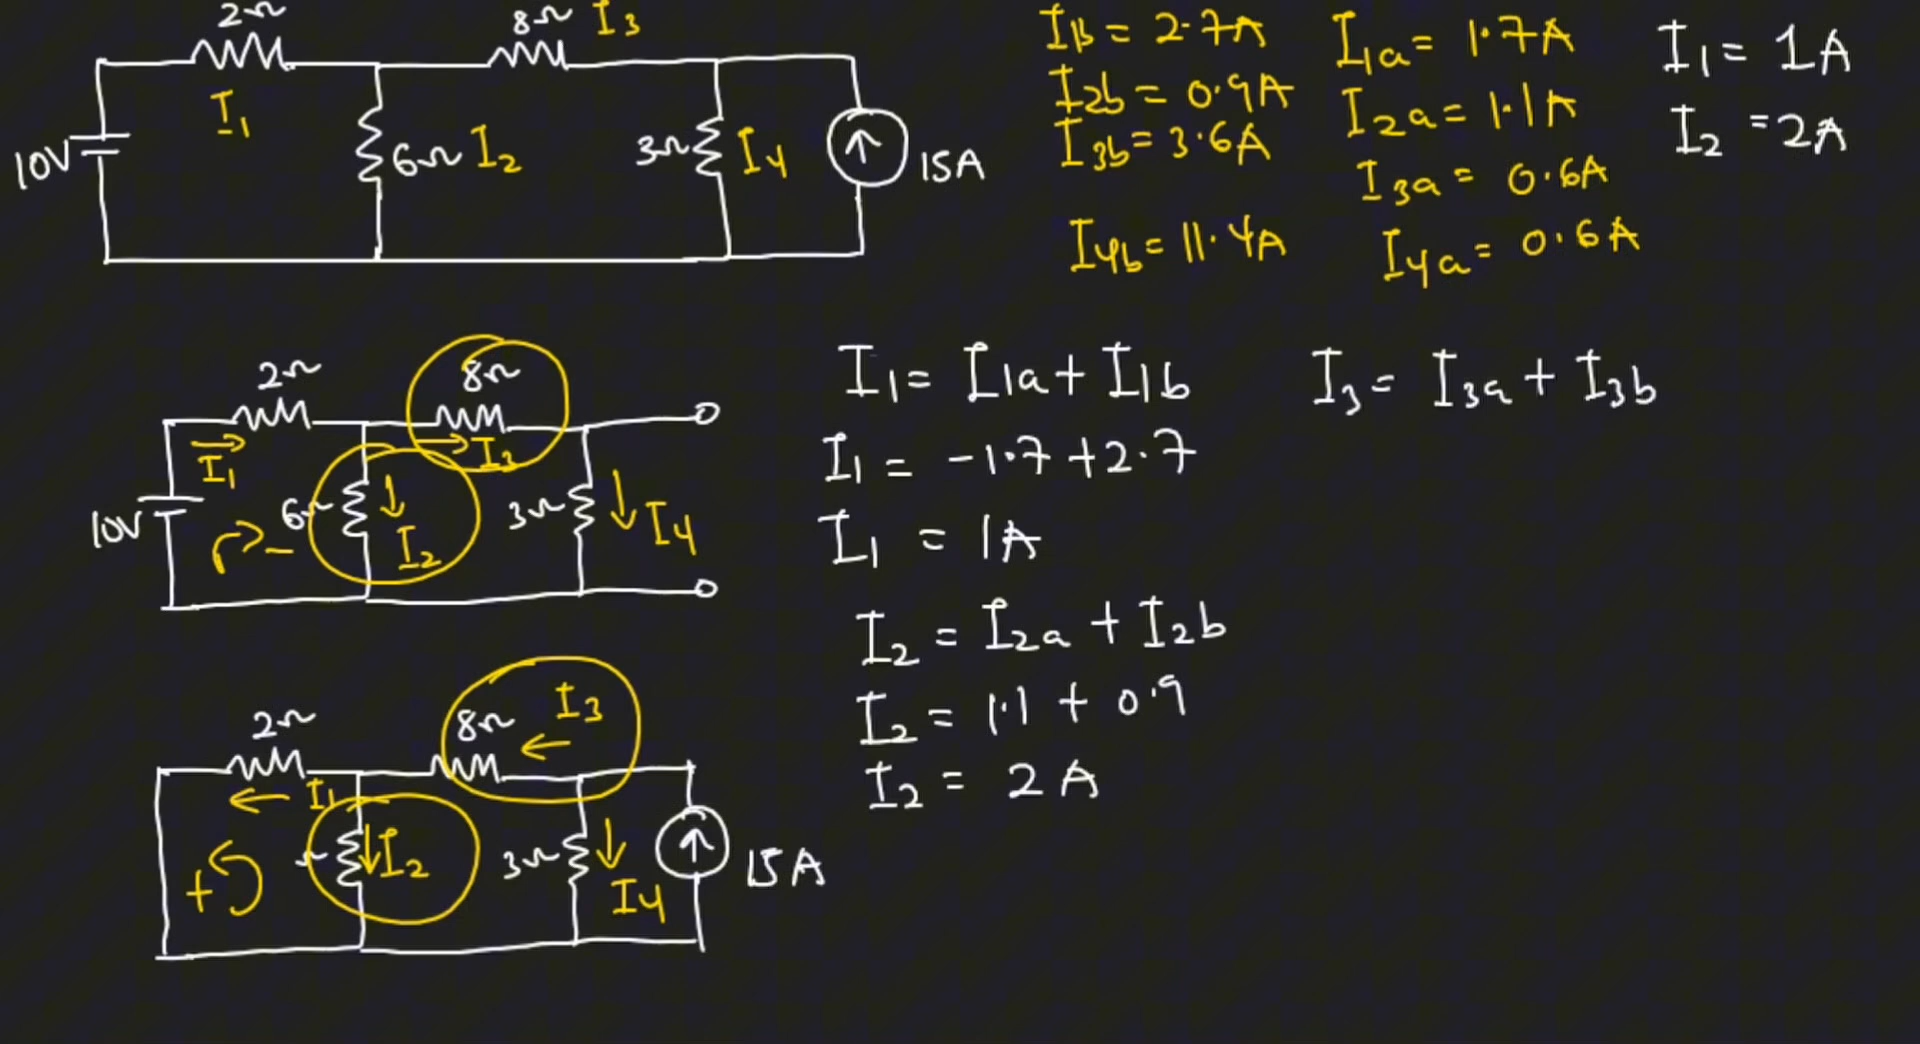 2Ω 8Ω I₃
I₁
10V 6Ω I₂ 3Ω I₄ 15A
I1b = 2.7A I1a = 1.7A I₁ = 1A
I2b = 0.9A I2a = 1.1A I₂ = 2A
I3b = 3.6A I3a = 0.6A
I4b = 11.4A I4a = 0.6A
2Ω 8Ω
I₁ I₃
10V 6Ω I₂ 3Ω I₄
-
I₁ = I1a + I1b I₃ = I3a + I3b
I₁ = -1.7 + 2.7
I₁ = 1A
I₂ = I2a + I2b
I₂ = 1.1 + 0.9
I₂ = 2A
2Ω 8Ω I₃
I₁
+ I₂ 3Ω I₄ 15A